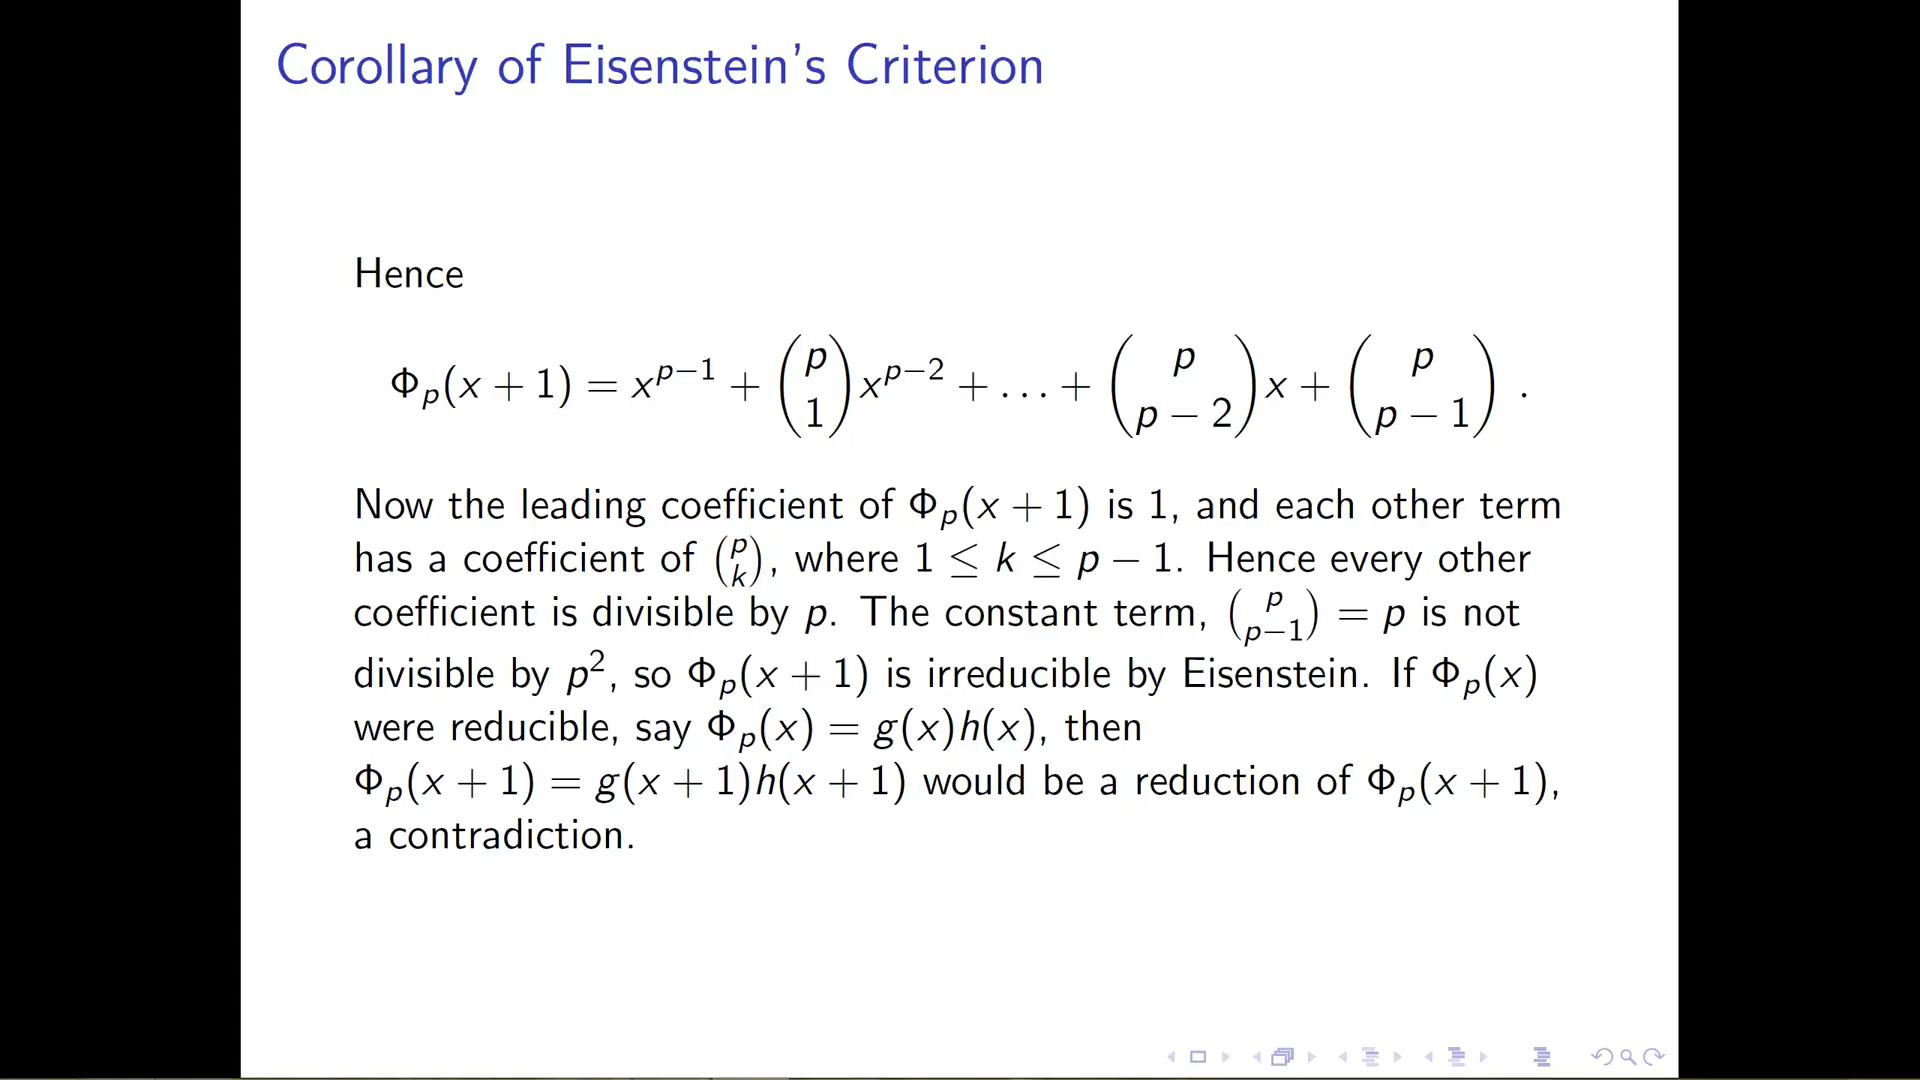 Corollary of Eisenstein's Criterion
Hence
Φ_p(x + 1) = x^{p−1} + \binom{p}{1} x^{p−2} + . . . + \binom{p}{p − 2} x + \binom{p}{p − 1} .
Now the leading coefficient of Φ_p(x + 1) is 1, and each other term
has a coefficient of \binom{p}{k}, where 1 ≤ k ≤ p − 1. Hence every other
coefficient is divisible by p. The constant term, \binom{p}{p−1} = p is not
divisible by p², so Φ_p(x + 1) is irreducible by Eisenstein. If Φ_p(x)
were reducible, say Φ_p(x) = g(x)h(x), then
Φ_p(x + 1) = g(x + 1)h(x + 1) would be a reduction of Φ_p(x + 1),
a contradiction.